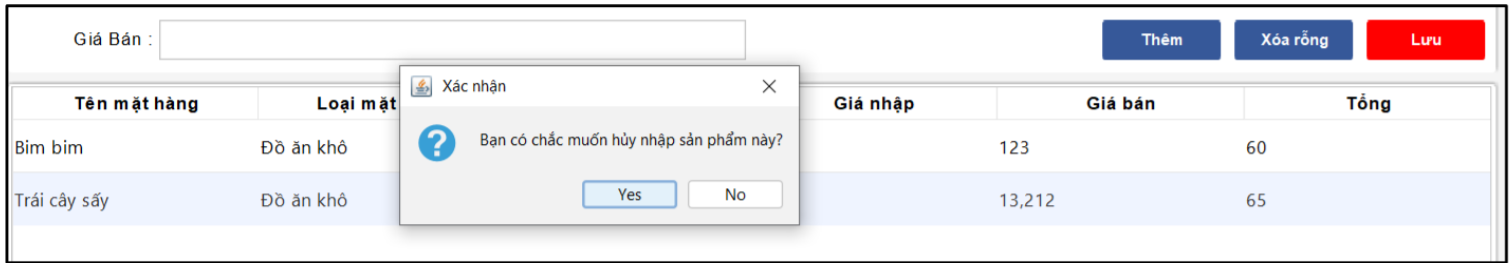 Giá Bán :
Thêm
Xóa rỗng
Lưu
Xác nhận
Tên mặt hàng
Loại mặt
Giá nhập
Giá bán
Tổng
Bạn có chắc muốn hủy nhập sản phẩm này?
Bim bim
Đồ ăn khô
123
60
Yes
No
Trái cây sấy
Đồ ăn khô
13,212
65